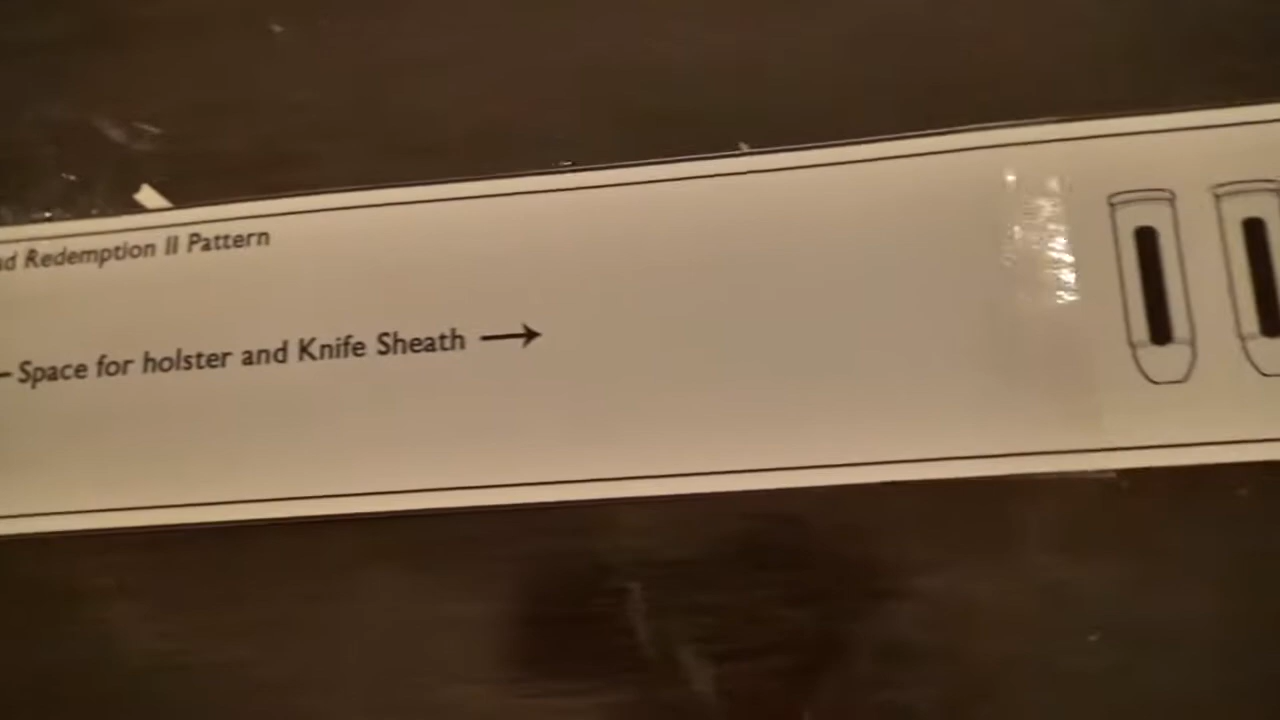 d Redemption II Pattern
Space for holster and Knife Sheath →